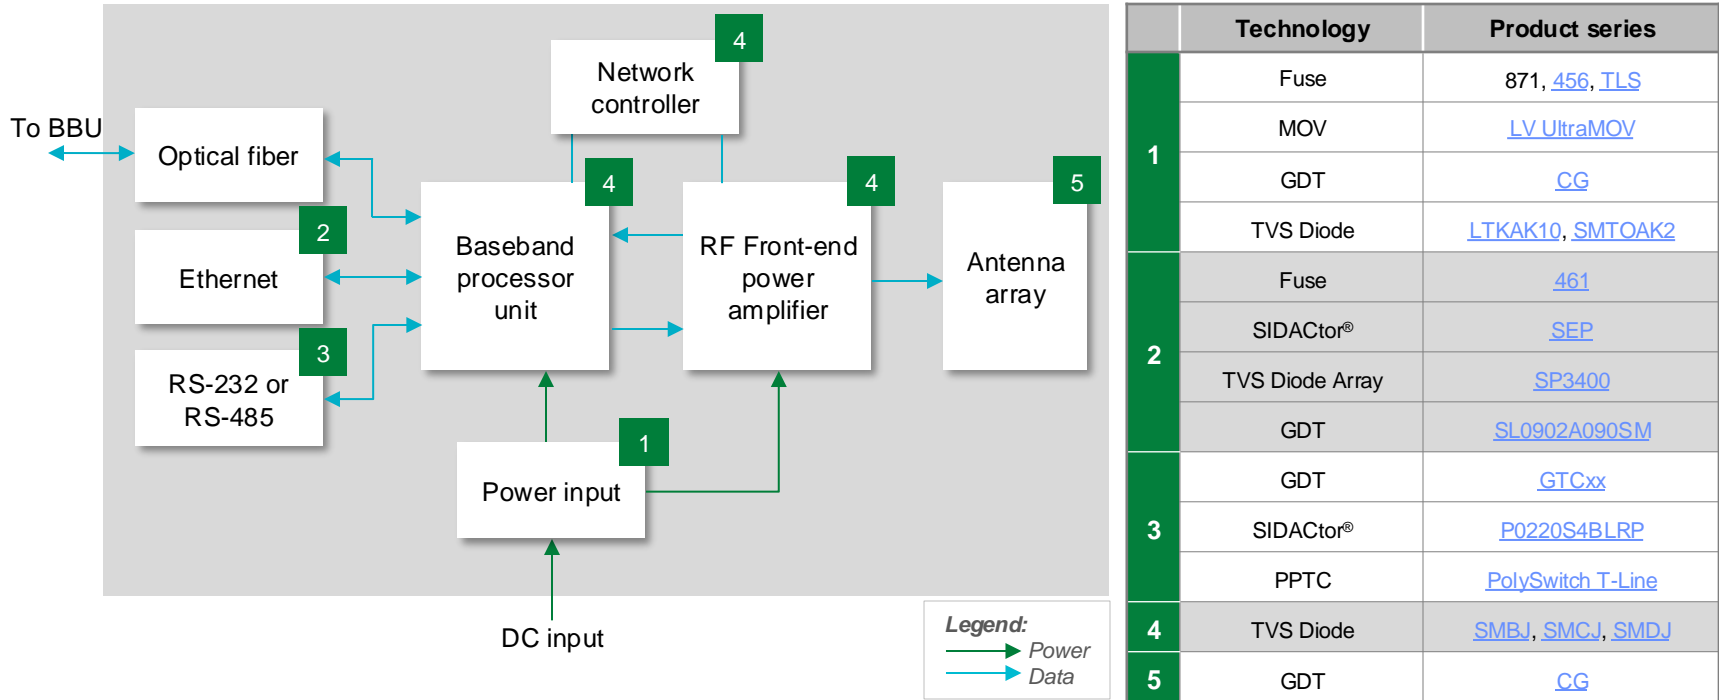 4
Network
controller
To BBU
Optical fiber
2
Ethernet
3
RS-232 or
RS-485
4
Baseband
processor
unit
4
RF Front-end
power
amplifier
5
Antenna
array
1
Power input
DC input
Legend:
Power
Data
Technology Product series
1
Fuse 871, 456, TLS
MOV LV UltraMOV
GDT CG
TVS Diode LTKAK10, SMTOAK2
2
Fuse 461
SIDACtor® SEP
TVS Diode Array SP3400
GDT SL0902A090SM
3
GDT GTCxx
SIDACtor® P0220S4BLRP
PPTC PolySwitch T-Line
4 TVS Diode SMBJ, SMCJ, SMDJ
5 GDT CG